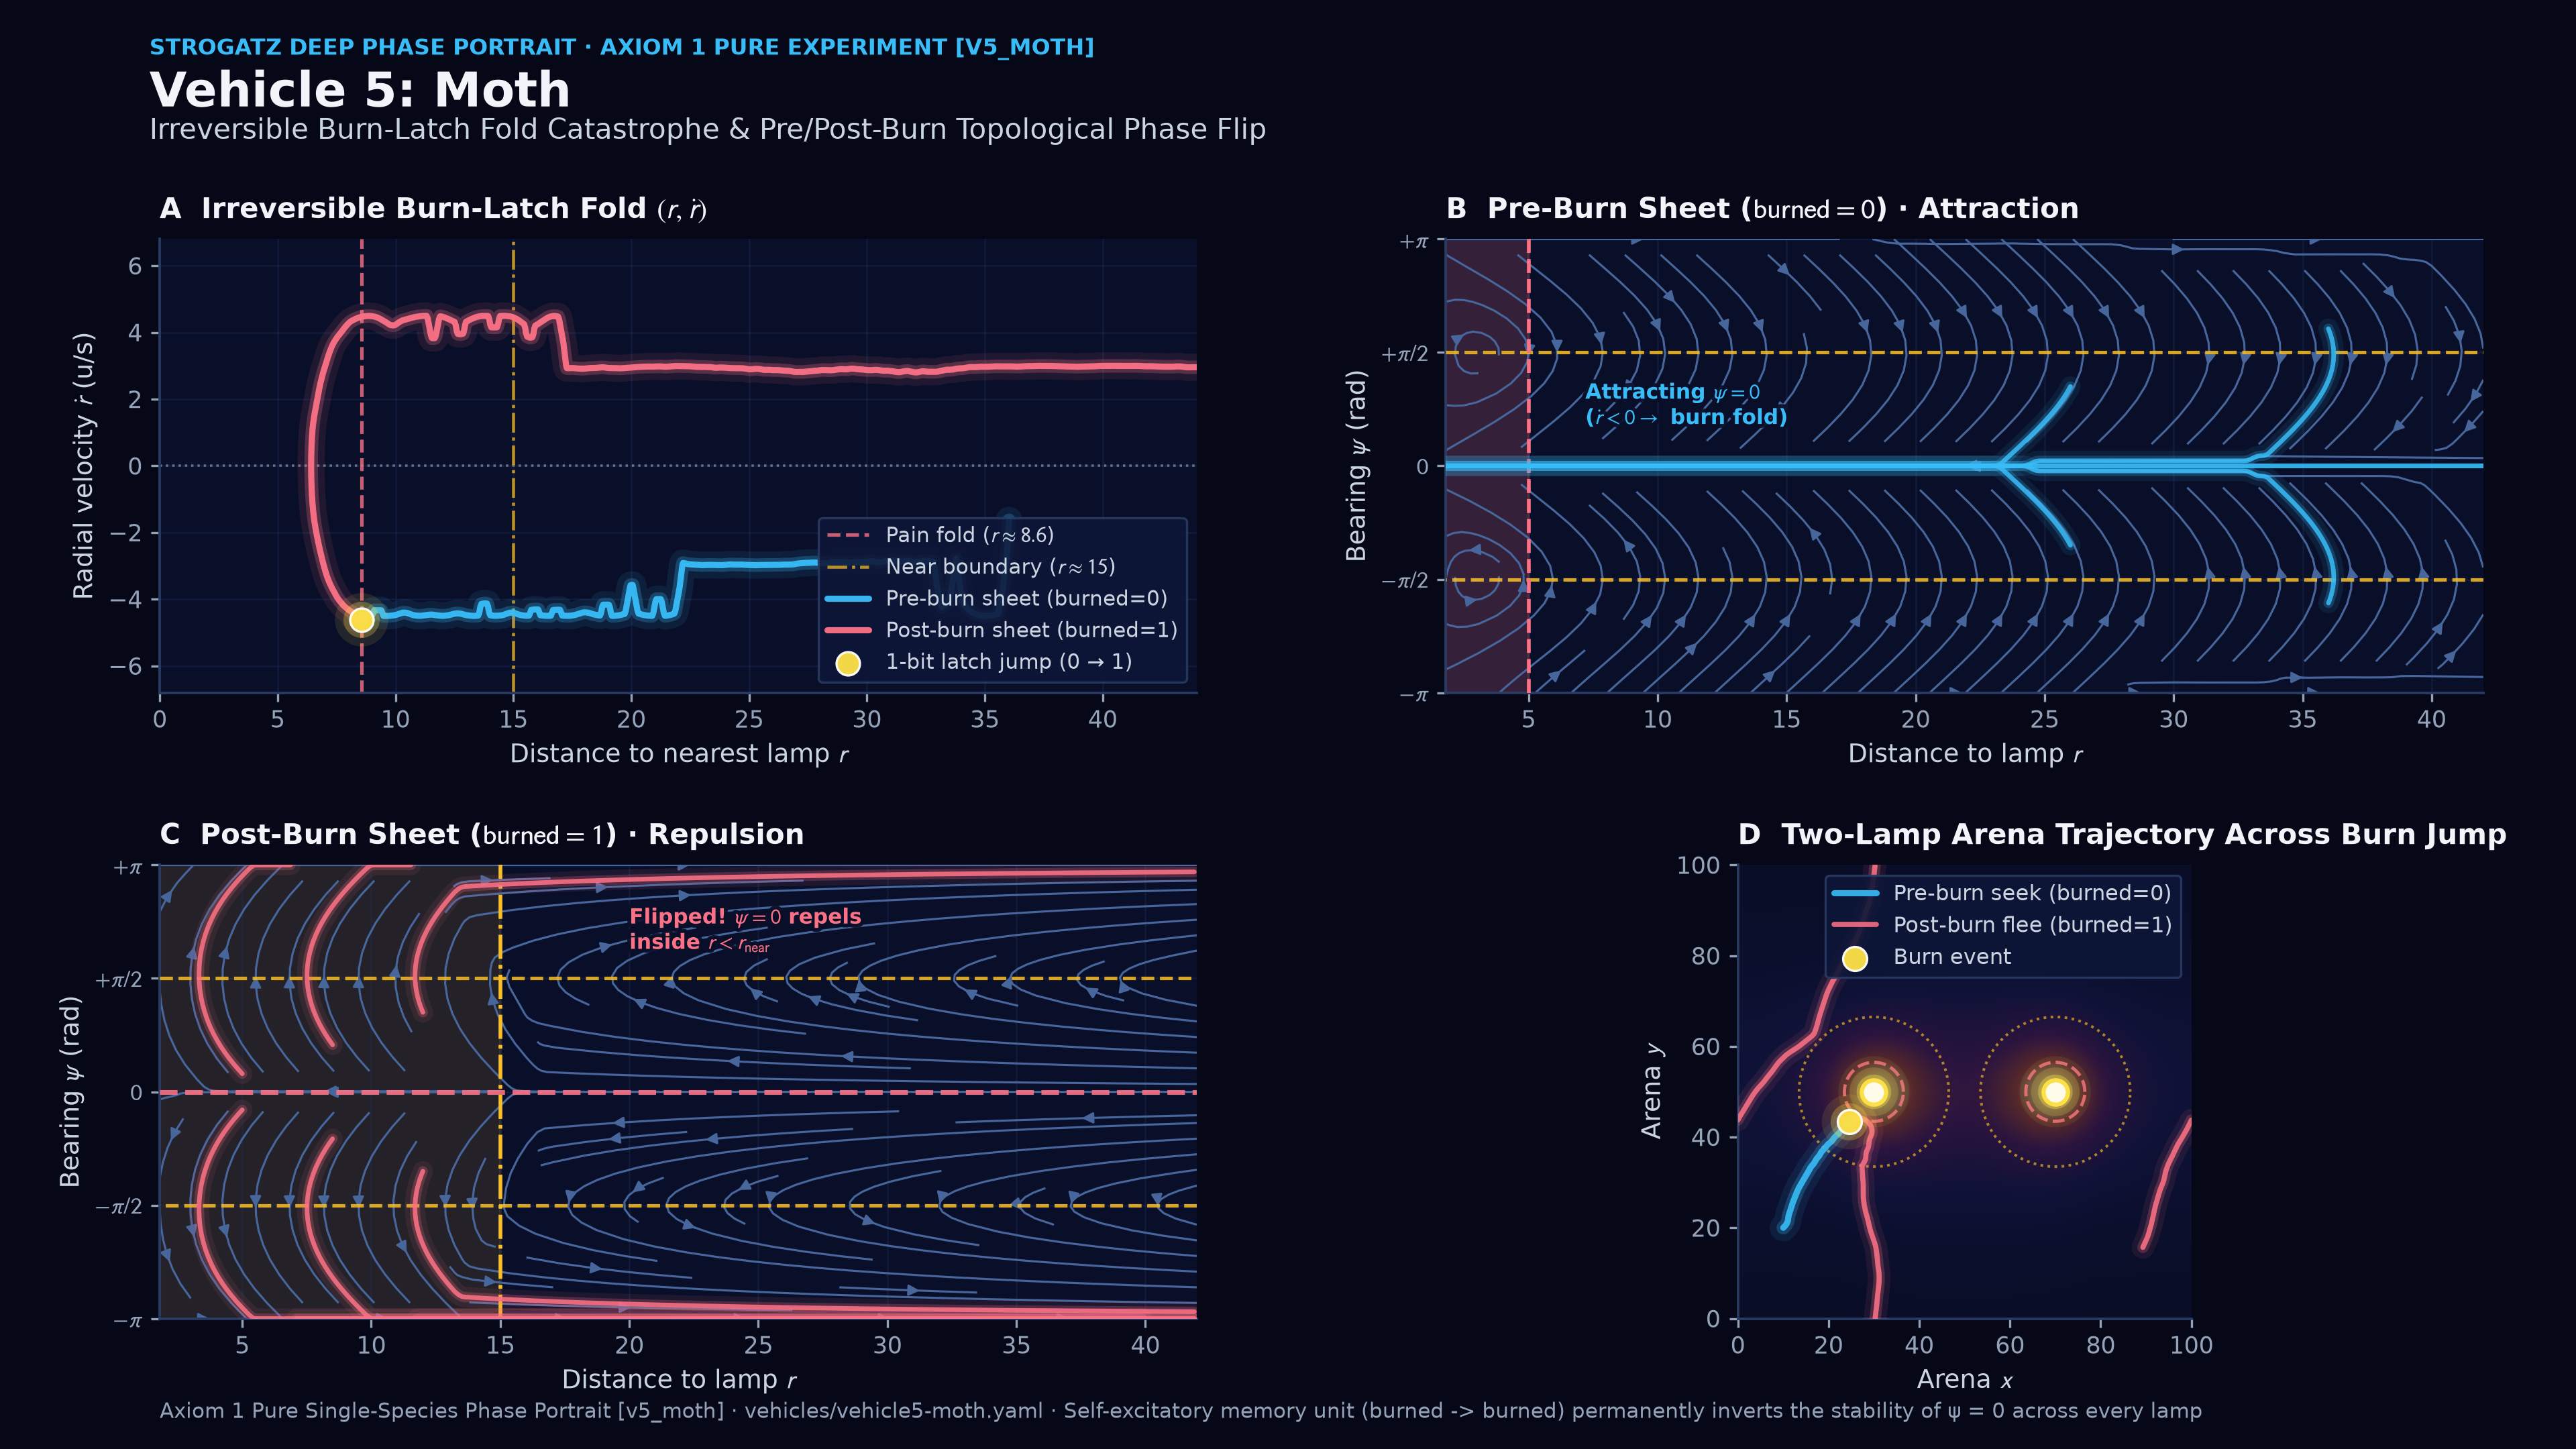 STROGATZ DEEP PHASE PORTRAIT · AXIOM 1 PURE EXPERIMENT [V5_MOTH]
Vehicle 5: Moth
Irreversible Burn-Latch Fold Catastrophe & Pre/Post-Burn Topological Phase Flip
A Irreversible Burn-Latch Fold (r, ṙ)
6
4
2
0
−2
−4
−6
Radial velocity ṙ (u/s)
Pain fold (r ≈ 8.6)
Near boundary (r ≈ 15)
Pre-burn sheet (burned=0)
Post-burn sheet (burned=1)
1-bit latch jump (0 → 1)
0 5 10 15 20 25 30 35 40
Distance to nearest lamp r
B Pre-Burn Sheet (burned = 0) · Attraction
+π
+π/2
0
−π/2
−π
Bearing ψ (rad)
Attracting ψ = 0
(ṙ < 0 → burn fold)
5 10 15 20 25 30 35 40
Distance to lamp r
C Post-Burn Sheet (burned = 1) · Repulsion
+π
+π/2
0
−π/2
−π
Bearing ψ (rad)
Flipped! ψ = 0 repels
inside r < r_near
5 10 15 20 25 30 35 40
Distance to lamp r
D Two-Lamp Arena Trajectory Across Burn Jump
100
80
60
40
20
0
Arena y
Pre-burn seek (burned=0)
Post-burn flee (burned=1)
Burn event
0 20 40 60 80 100
Arena x
Axiom 1 Pure Single-Species Phase Portrait [v5_moth] · vehicles/vehicle5-moth.yaml · Self-excitatory memory unit (burned -> burned) permanently inverts the stability of ψ = 0 across every lamp